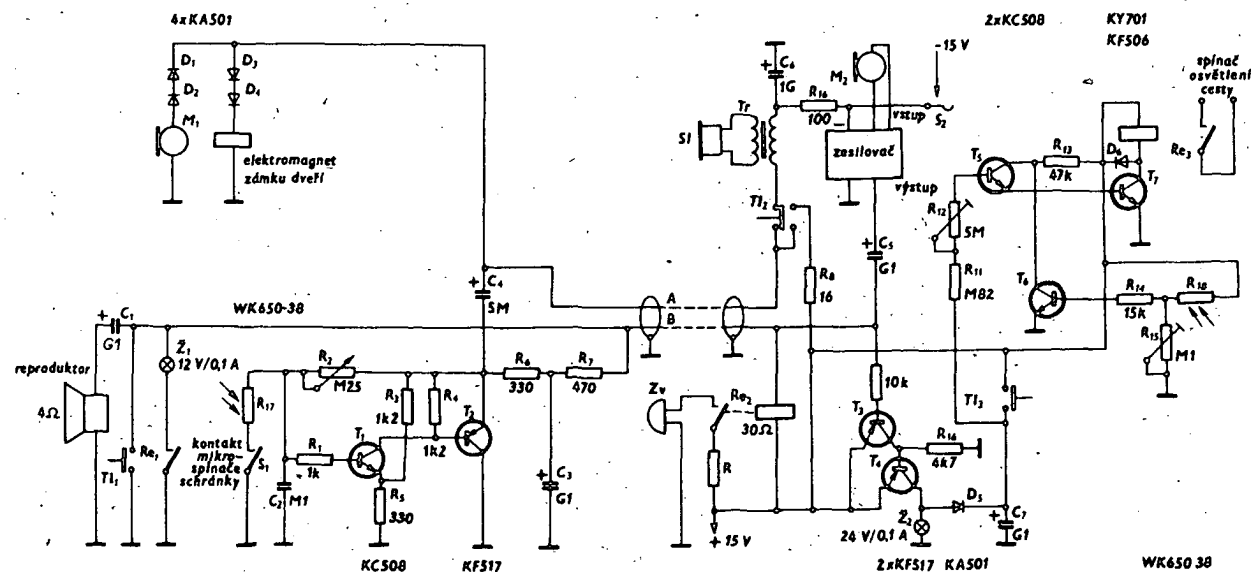 4xKA501
D1
D2
D3
D4
M1
elektromagnet
zámku dveří
C6
1G
M2
-15 V
2xKC508
KY701
KF506
spínač
osvětlení
cesty
R16
100
Tr
Sl
vstup
S2
zesilovač
výstup
T5
R13
47k
D6
T7
Re3
R12
5M
Tl2
C5
G1
R11
M82
T6
R14
15k
R18
R15
M1
R8
16
C4
5M
A
B
C1
G1
WK650-38
Ž1
12 V/0,1 A
reproduktor
4Ω
R2
M25
R17
R3
1k2
R4
1k2
T2
R6
330
R7
470
Zv
Re2
30Ω
10k
T3
Tl3
Tl1
Re1
kontakt
mikro-
spínače
schránky
S1
R1
1k
T1
C2
M1
R5
330
C3
G1
R
+15 V
T4
R16
4k7
D5
Ž2
24 V/0,1 A
C7
G1
KC508
KF517
2xKF517
KA501
WK650 38